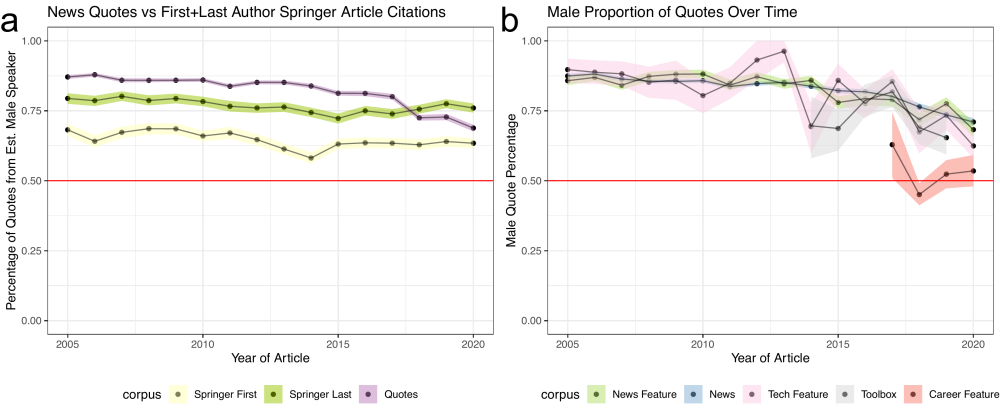 a
News Quotes vs First+Last Author Springer Article Citations
Percentage of Quotes from Est. Male Speaker
1.00
0.75
0.50
0.25
0.00
2005 2010 2015 2020
Year of Article
corpus Springer First Springer Last Quotes
b
Male Proportion of Quotes Over Time
Male Quote Percentage
1.00
0.75
0.50
0.25
0.00
2005 2010 2015 2020
Year of Article
corpus News Feature News Tech Feature Toolbox Career Feature